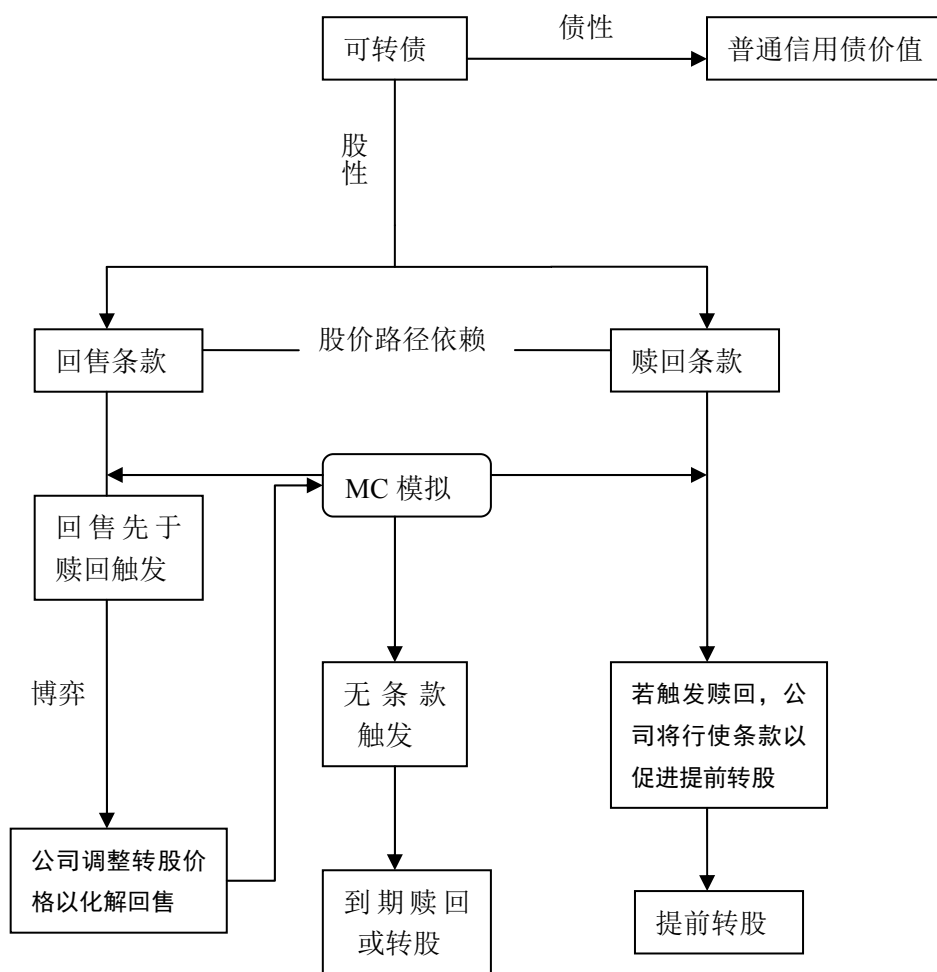 可转债
债性
普通信用债价值
股
性
回售条款
股价路径依赖
赎回条款
MC 模拟
回售先于
赎回触发
博弈
无条款
触发
若触发赎回，公
司将行使条款以
促进提前转股
公司调整转股价
格以化解回售
到期赎回
或转股
提前转股